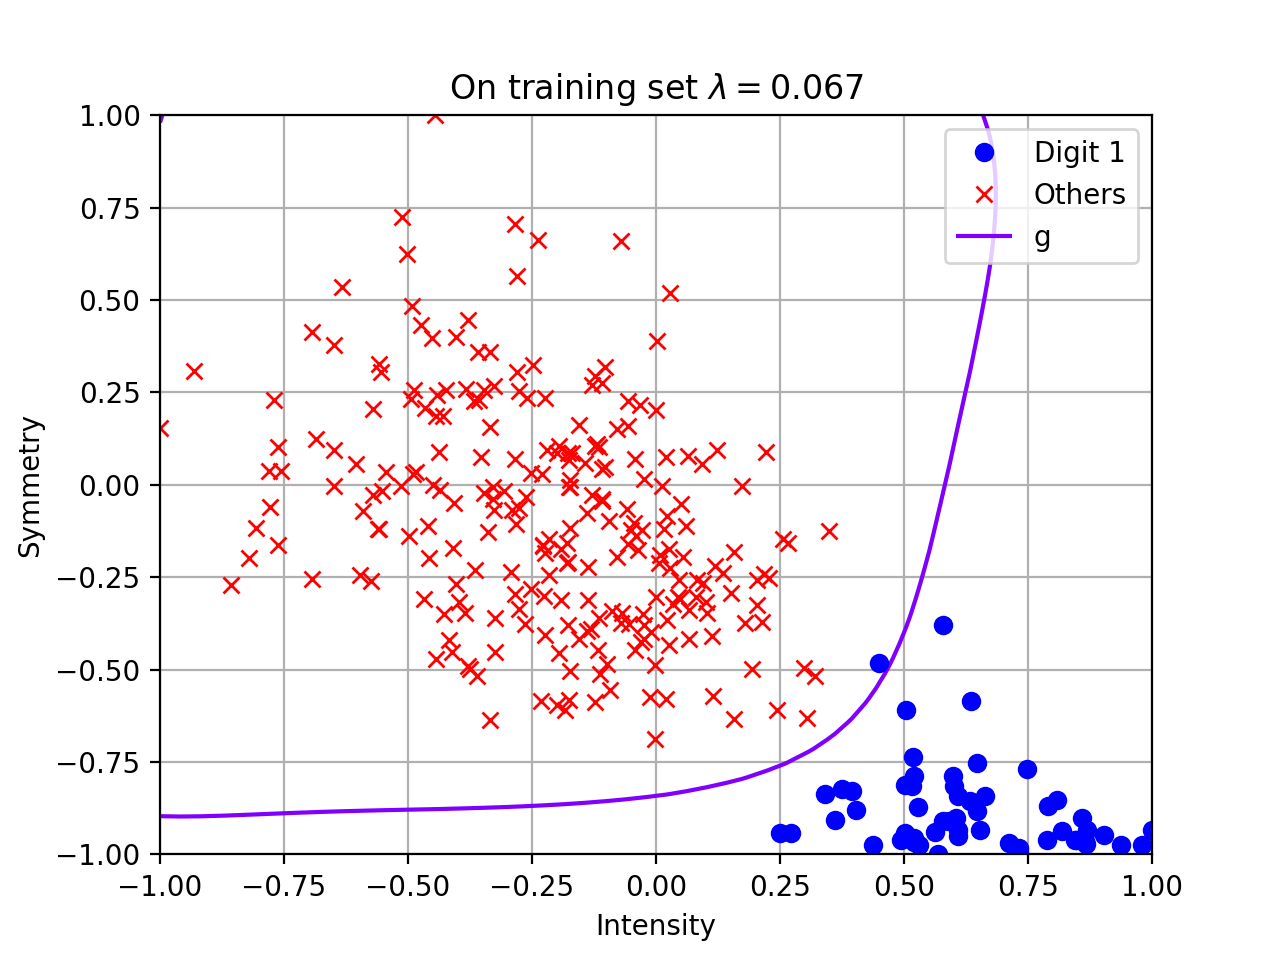 On training set λ = 0.067
Digit 1
Others
g
1.00
0.75
0.50
0.25
0.00
−0.25
−0.50
−0.75
−1.00
Symmetry
−1.00 −0.75 −0.50 −0.25 0.00 0.25 0.50 0.75 1.00
Intensity